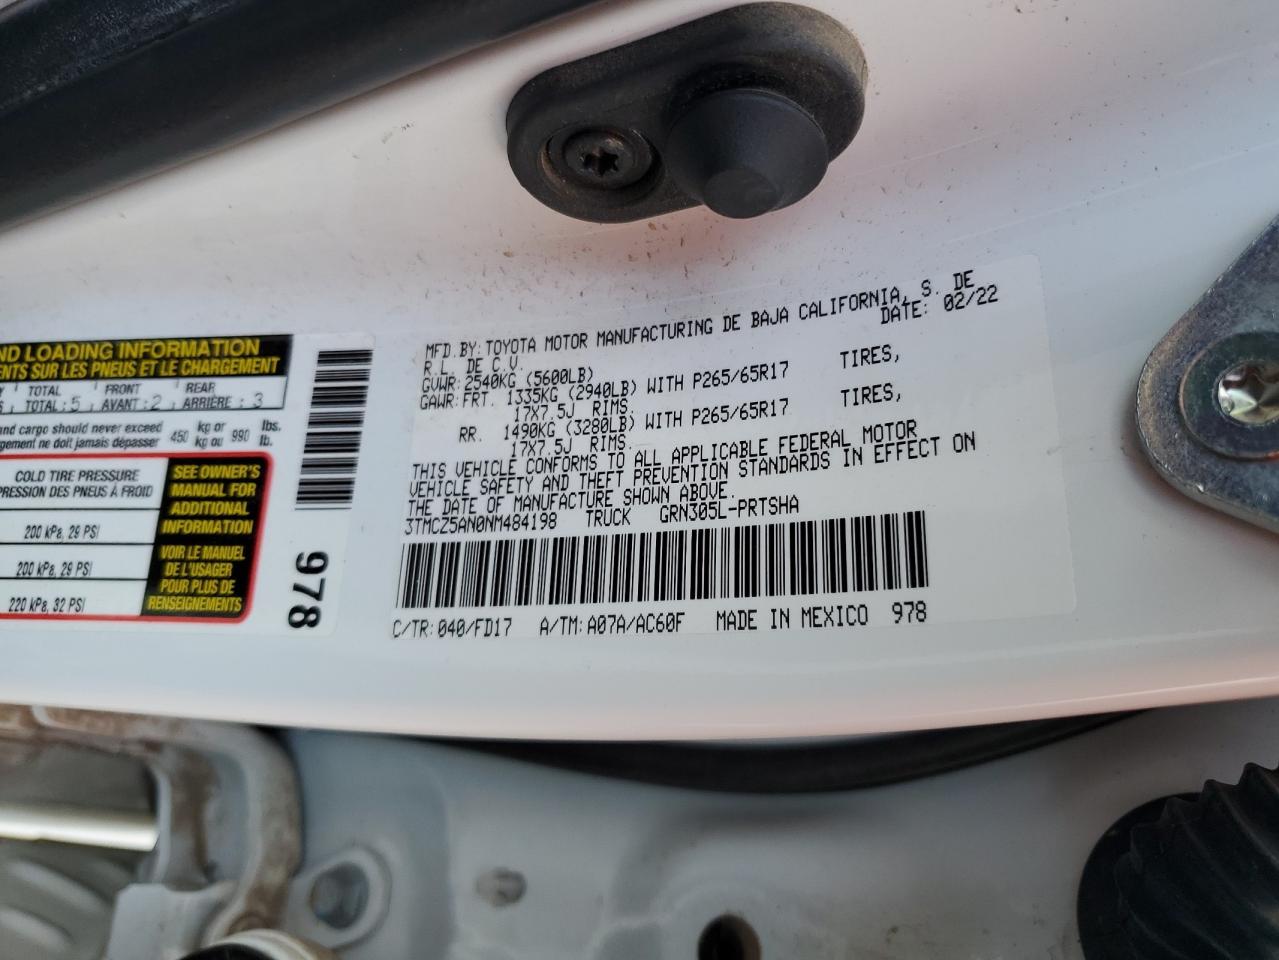 ND LOADING INFORMATION
ENTS SUR LES PNEUS ET LE CHARGEMENT
TOTAL FRONT REAR
TOTAL : 5 AVANT : 2 ARRIÈRE : 3
and cargo should never exceed 450 kg or 990 lbs.
gement ne doit jamais dépasser kg ou lb.
COLD TIRE PRESSURE
PRESSION DES PNEUS À FROID
200 kPa, 29 PSI
200 kPa, 29 PSI
220 kPa, 32 PSI
SEE OWNER'S
MANUAL FOR
ADDITIONAL
INFORMATION
VOIR LE MANUEL
DE L'USAGER
POUR PLUS DE
RENSEIGNEMENTS
978
MFD. BY: TOYOTA MOTOR MANUFACTURING DE BAJA CALIFORNIA, S. DE
R.L. DE C.V. DATE: 02/22
GVWR: 2540KG (5600LB)
GAWR: FRT. 1335KG (2940LB) WITH P265/65R17 TIRES,
17X7.5J RIMS.
RR. 1490KG (3280LB) WITH P265/65R17 TIRES,
17X7.5J RIMS.
THIS VEHICLE CONFORMS TO ALL APPLICABLE FEDERAL MOTOR
VEHICLE SAFETY AND THEFT PREVENTION STANDARDS IN EFFECT ON
THE DATE OF MANUFACTURE SHOWN ABOVE.
3TMCZ5AN0NM484198 TRUCK GRN305L-PRTSHA
C/TR: 040/FD17 A/TM: A07A/AC60F MADE IN MEXICO 978